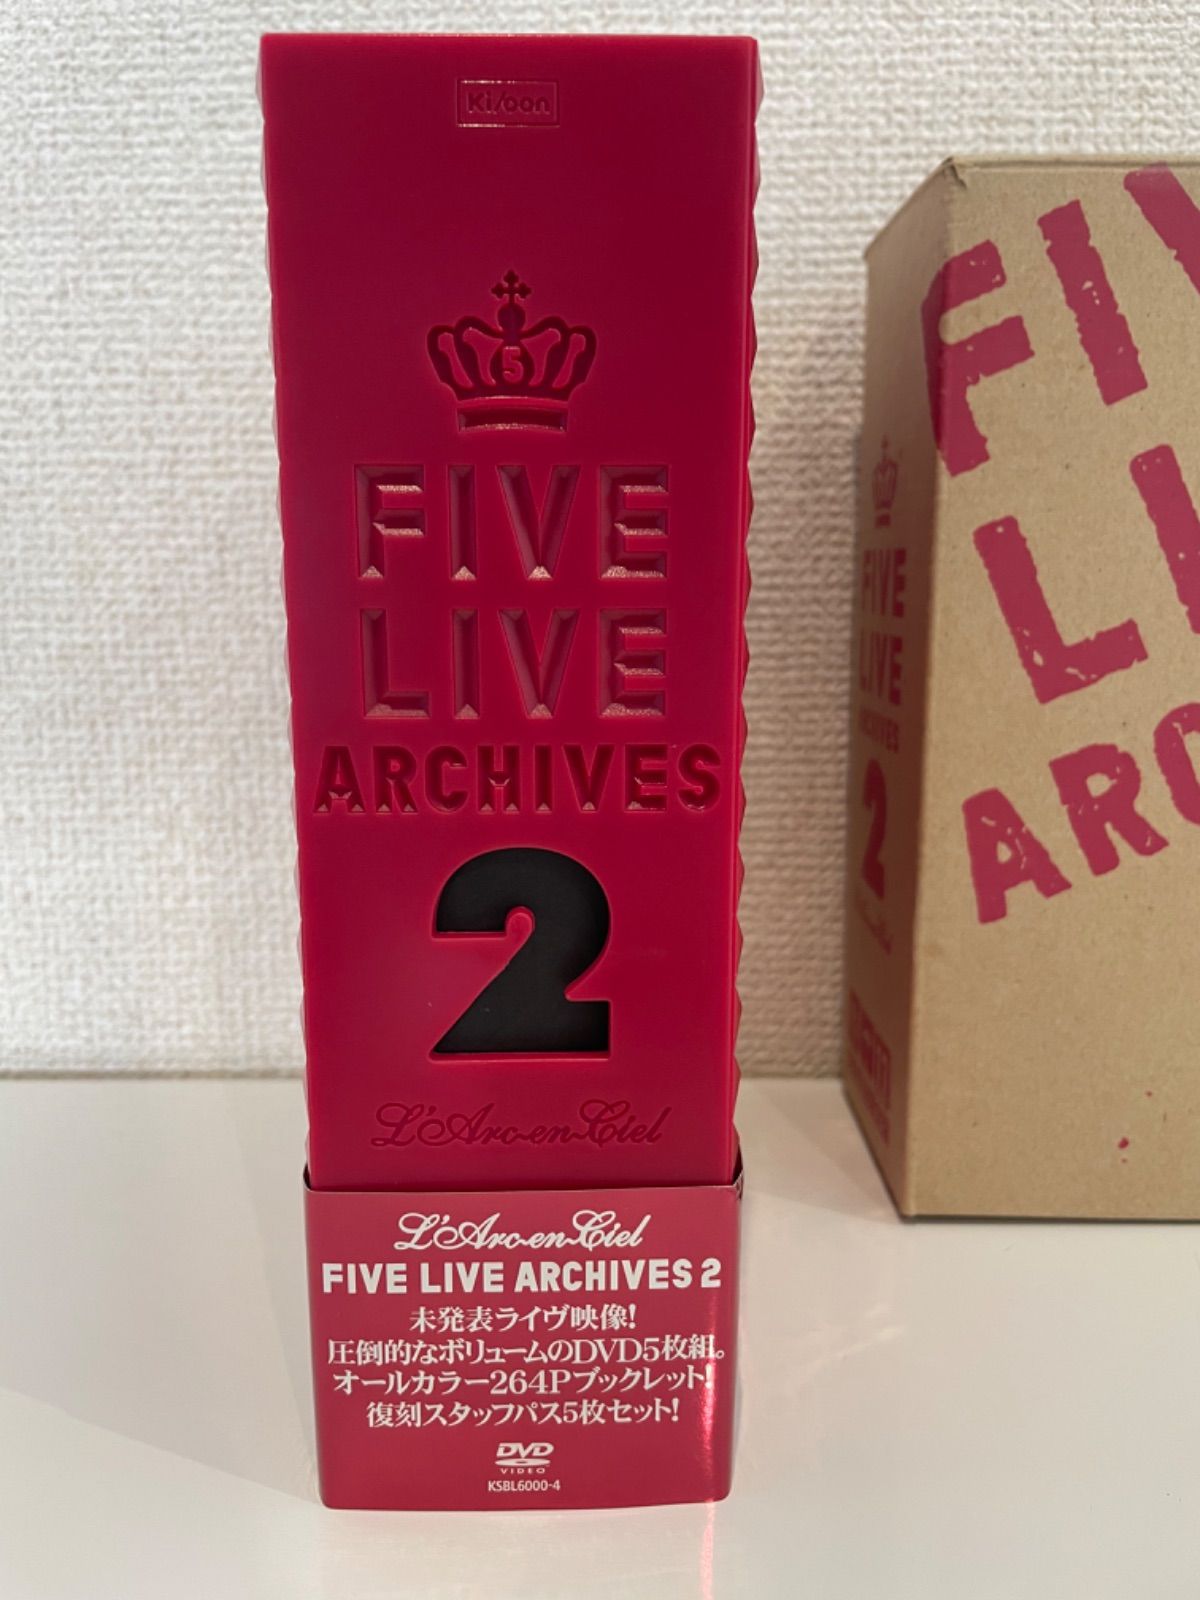 Ki/oon
5
FIVE
LIVE
ARCHIVES
2
L'Arc~en~Ciel
L'Arc~en~Ciel
FIVE LIVE ARCHIVES 2
未発表ライヴ映像!
圧倒的なボリュームのDVD5枚組。
オールカラー264Pブックレット!
復刻スタッフパス5枚セット!
DVD
VIDEO
KSBL6000-4
FIVE
LIVE
ARCHIVES
2
FIV
LI
ARC